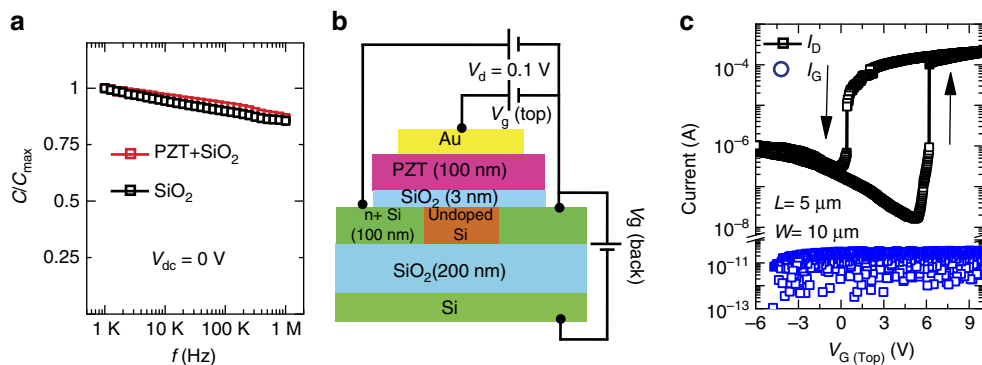 a
C/Cmax
1
0.75
0.5
0.25
PZT+SiO2
SiO2
Vdc = 0 V
1 K 10 K 100 K 1 M
f (Hz)
b
Vd = 0.1 V
Vg (top)
Au
PZT (100 nm)
SiO2 (3 nm)
n+ Si
(100 nm)
Undoped
Si
SiO2(200 nm)
Si
Vg (back)
c
Current (A)
10−4
10−6
10−8
10−11
10−13
ID
IG
L= 5 μm
W= 10 μm
−6 −3 0 3 6 9
VG (Top) (V)